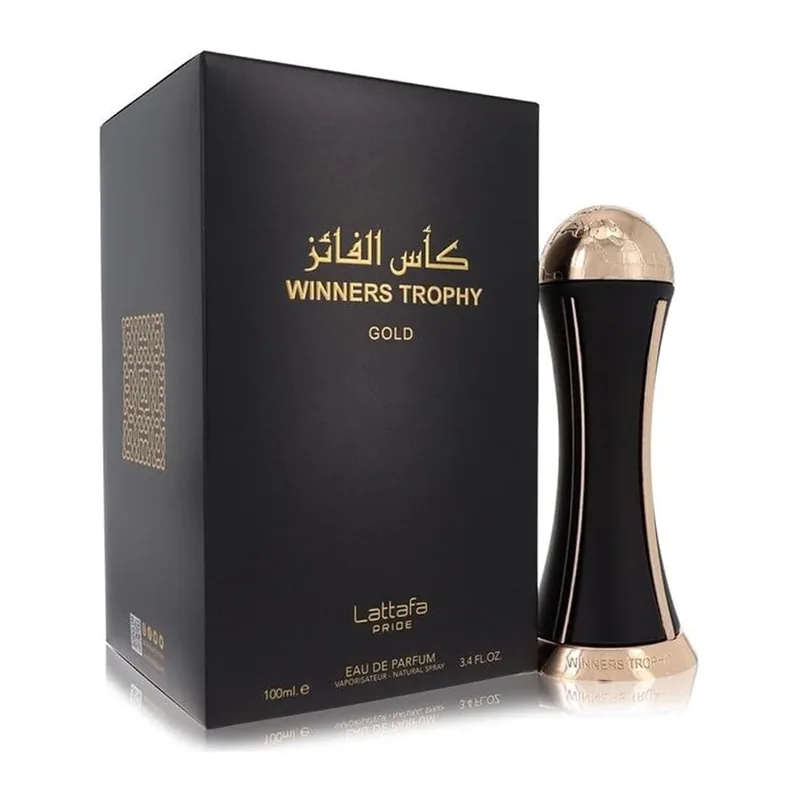 كأس الفائز
WINNERS TROPHY
GOLD
Lattafa
PRIDE
EAU DE PARFUM
VAPORISATEUR - NATURAL SPRAY
100ml. ℮
3.4 FL.OZ.
WINNERS TROPHY